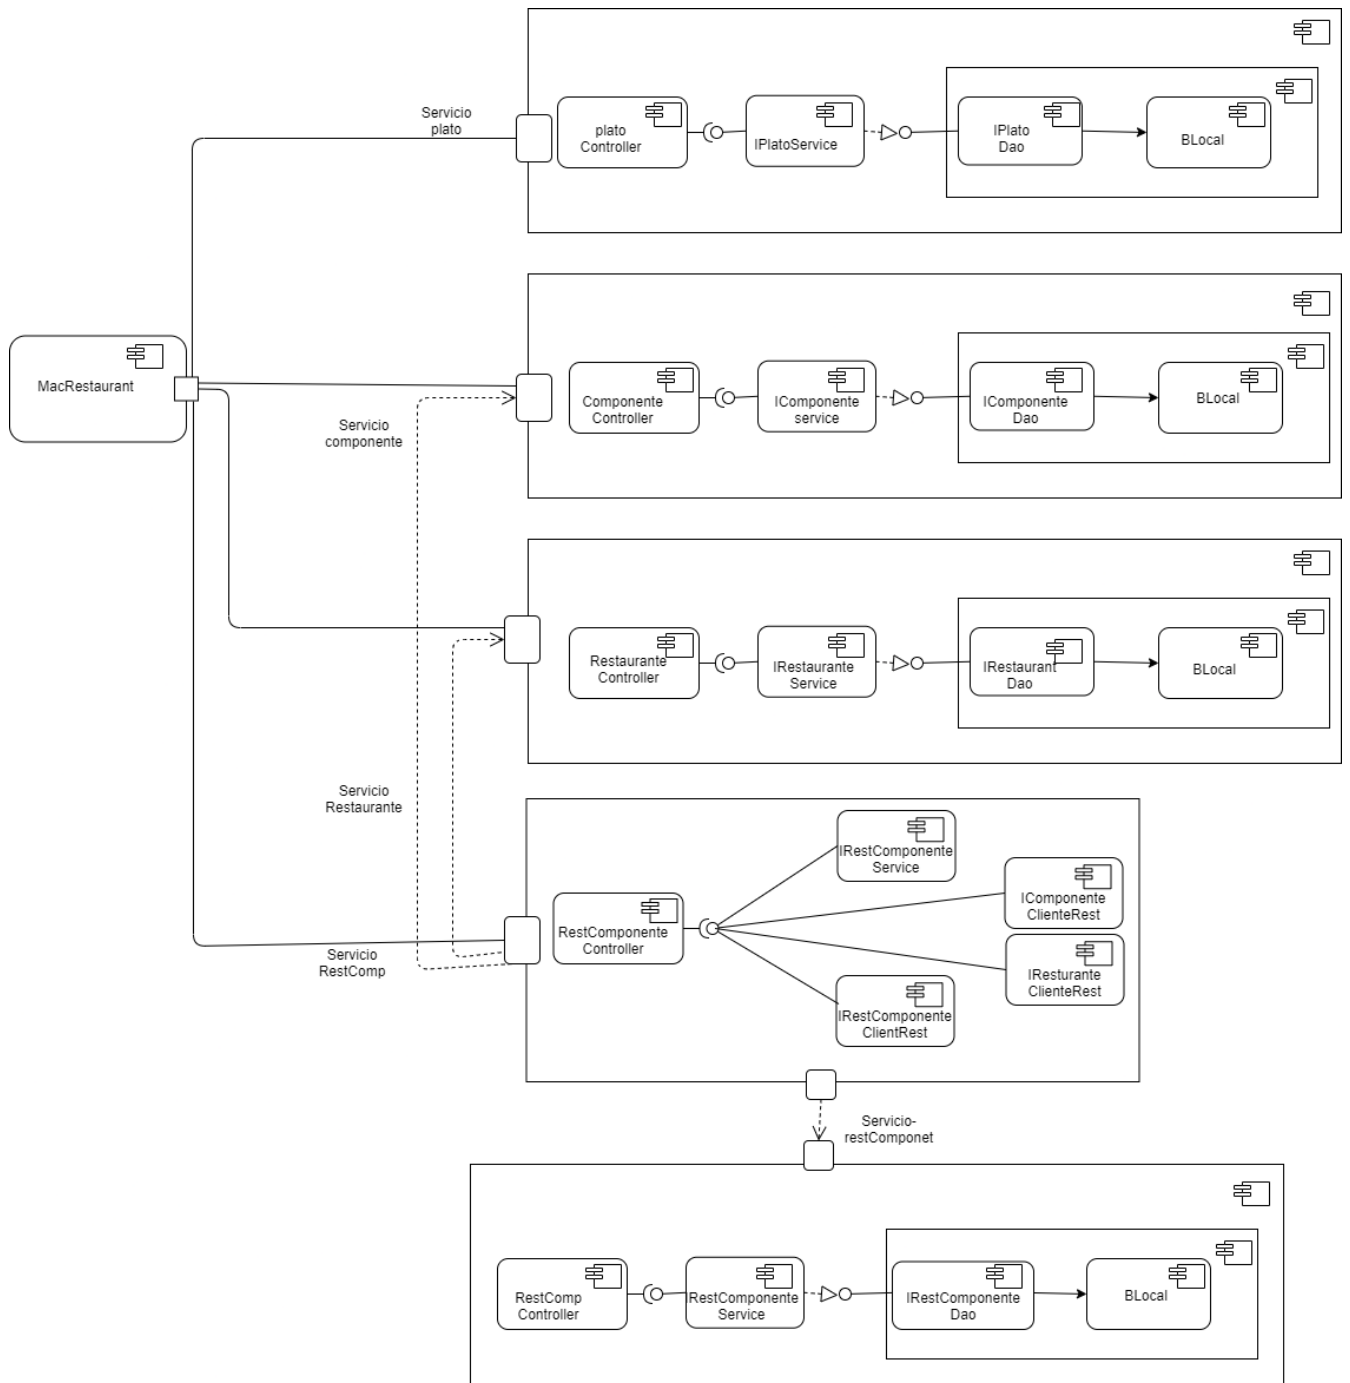 Servicio
plato
plato
Controller
IPlatoService
IPlato
Dao
BLocal
MacRestaurant
Servicio
componente
Componente
Controller
IComponente
service
IComponente
Dao
BLocal
Restaurante
Controller
IRestaurante
Service
IRestaurant
Dao
BLocal
Servicio
Restaurante
IRestComponente
Service
IComponente
ClienteRest
RestComponente
Controller
IResturante
ClienteRest
IRestComponente
ClientRest
Servicio
RestComp
Servicio-
restComponet
RestComp
Controller
IRestComponente
Service
IRestComponente
Dao
BLocal